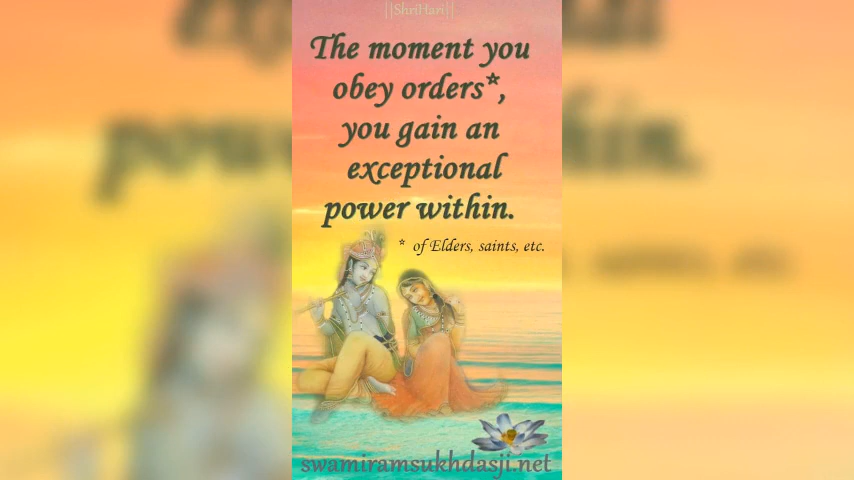 ||ShriHari||
The moment you
obey orders*,
you gain an
exceptional
power within.
* of Elders, saints, etc.
swamiramsukhdasji.net